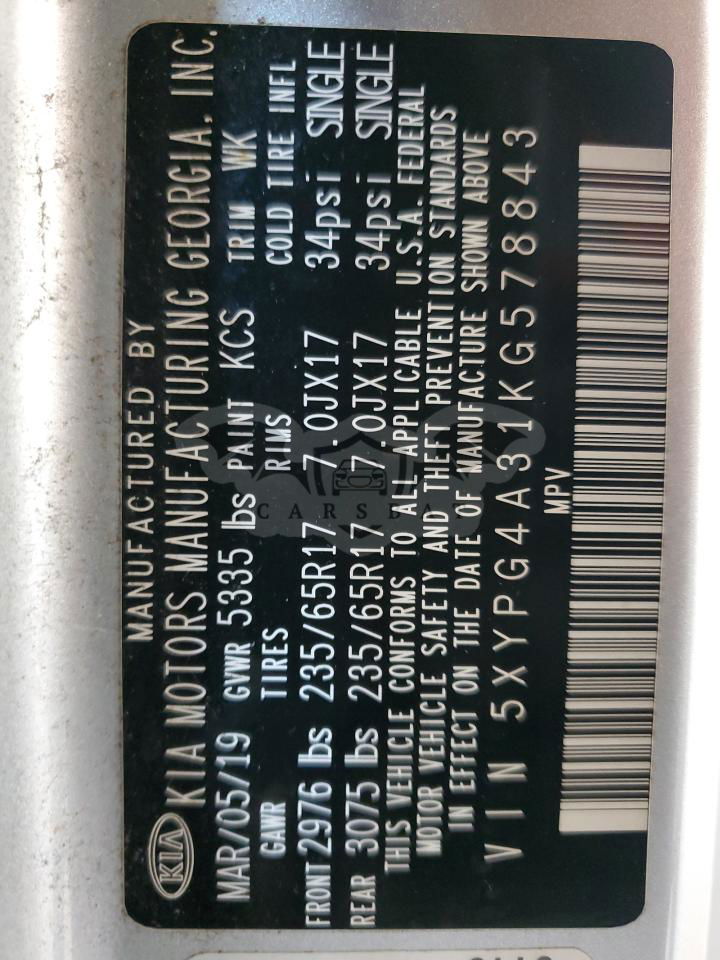 MANUFACTURED BY
KIA KIA MOTORS MANUFACTURING GEORGIA, INC.
MAR/05/19 GVWR 5335 lbs PAINT KCS TRIM WK
GAWR TIRES RIMS COLD TIRE INFL
FRONT 2976 lbs 235/65R17 7.0JX17 34psi SINGLE
REAR 3075 lbs 235/65R17 7.0JX17 34psi SINGLE
THIS VEHICLE CONFORMS TO ALL APPLICABLE U.S.A. FEDERAL
MOTOR VEHICLE SAFETY AND THEFT PREVENTION STANDARDS
IN EFFECT ON THE DATE OF MANUFACTURE SHOWN ABOVE
VIN 5XYPG4A31KG578843
MPV